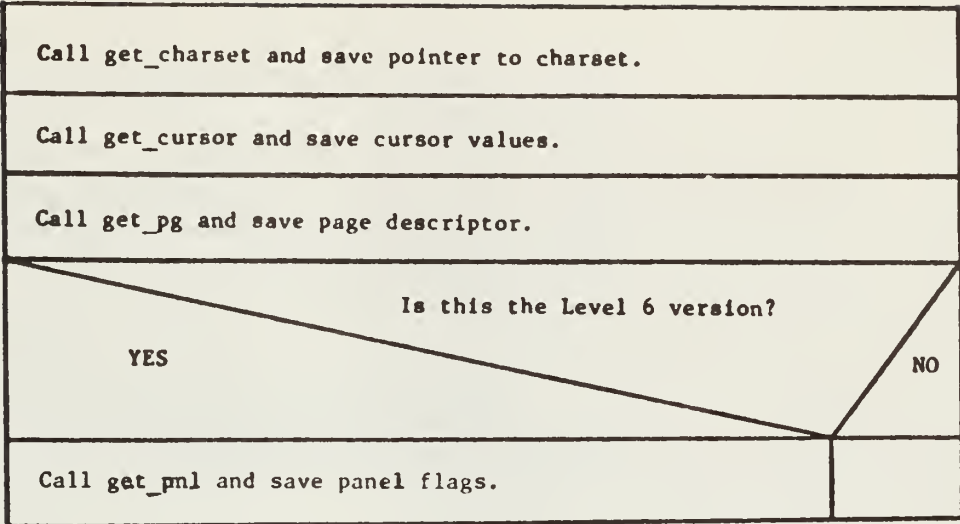 Call get_charset and save pointer to charset.
Call get_cursor and save cursor values.
Call get_pg and save page descriptor.
Is this the Level 6 version?
YES
NO
Call get_pnl and save panel flags.